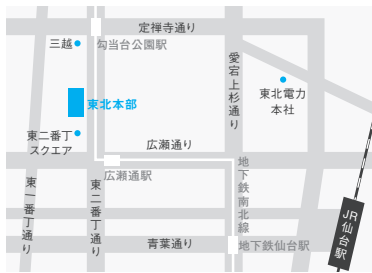 定禅寺通り
三越
勾当台公園駅
愛宕上杉通り
東北電力
本社
東北本部
東二番丁
スクエア
広瀬通り
広瀬通駅
地下鉄南北線
東一番丁通り
東二番丁通り
青葉通り
地下鉄仙台駅
JR仙台駅